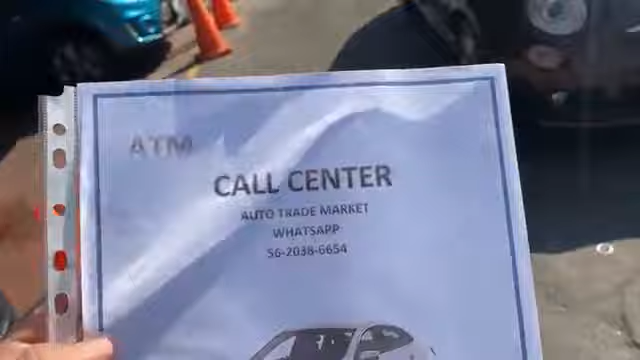 ATM
CALL CENTER
AUTO TRADE MARKET
WHATSAPP
56-2038-6654